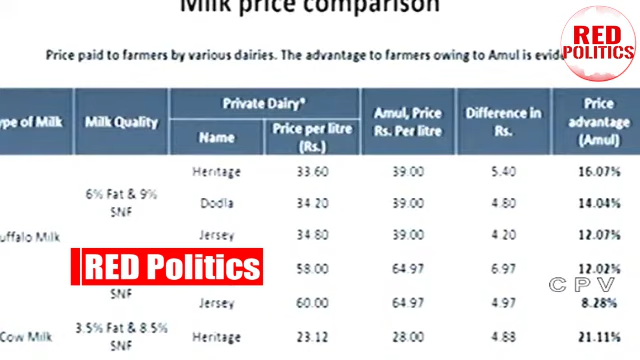 Milk price comparison
RED
POLITICS
Price paid to farmers by various dairies. The advantage to farmers owing to Amul is evide
ype of Milk Milk Quality Private Dairy* Amul, Price Rs. Per litre Difference in Rs. Price advantage (Amul)
Name Price per litre (Rs.)
6% Fat & 9% SNF Heritage 33.60 39.00 5.40 16.07%
Dodla 34.20 39.00 4.80 14.04%
uffalo Milk Jersey 34.80 39.00 4.20 12.07%
RED Politics 58.00 64.97 6.97 12.02%
CPV
SNF Jersey 60.00 64.97 4.97 8.28%
Cow Milk 3.5% Fat & 8.5% SNF Heritage 23.12 28.00 4.88 21.11%